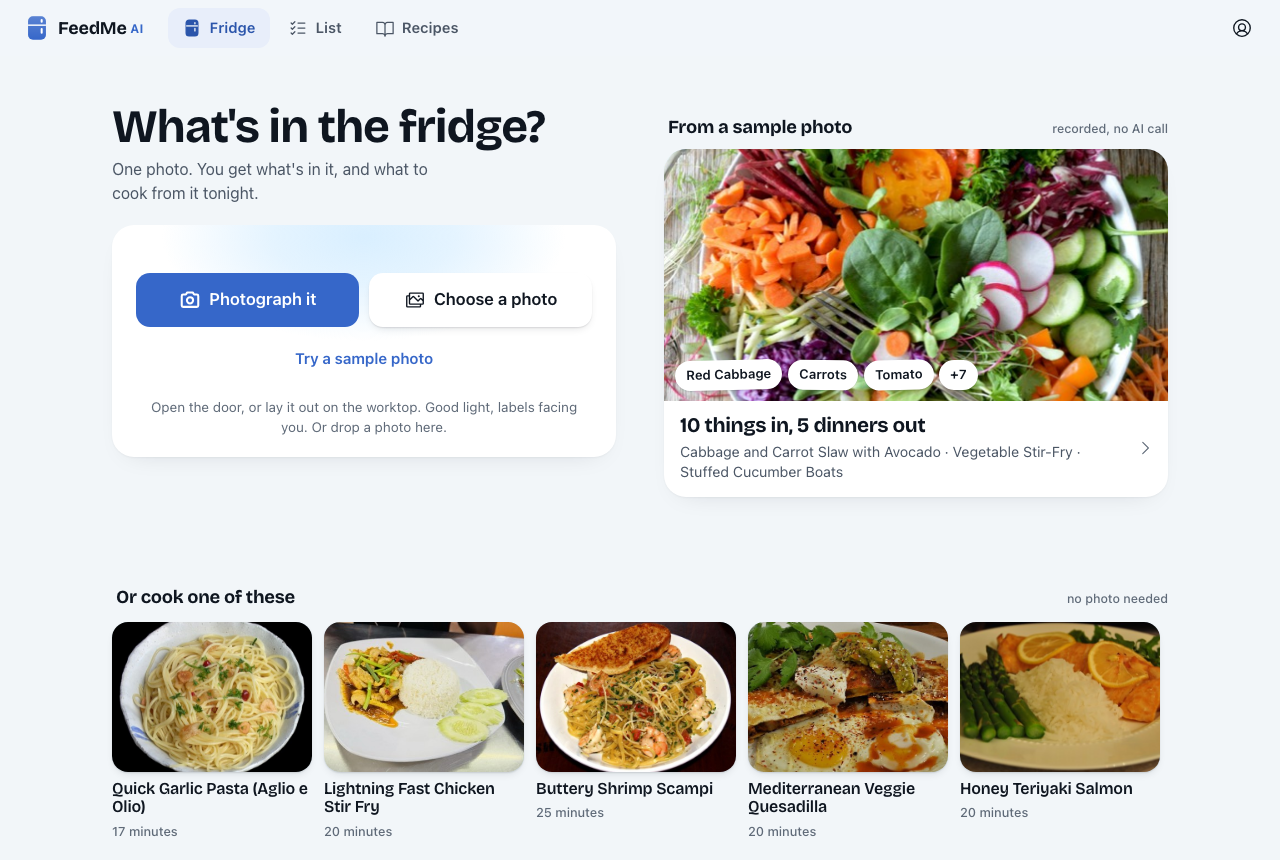 FeedMe AI
Fridge
List
Recipes
What's in the fridge?
One photo. You get what's in it, and what to
cook from it tonight.
Photograph it
Choose a photo
Try a sample photo
Open the door, or lay it out on the worktop. Good light, labels facing
you. Or drop a photo here.
From a sample photo
recorded, no AI call
Red Cabbage
Carrots
Tomato
+7
10 things in, 5 dinners out
Cabbage and Carrot Slaw with Avocado · Vegetable Stir-Fry ·
Stuffed Cucumber Boats
Or cook one of these
no photo needed
Quick Garlic Pasta (Aglio e
Olio)
17 minutes
Lightning Fast Chicken
Stir Fry
20 minutes
Buttery Shrimp Scampi
25 minutes
Mediterranean Veggie
Quesadilla
20 minutes
Honey Teriyaki Salmon
20 minutes